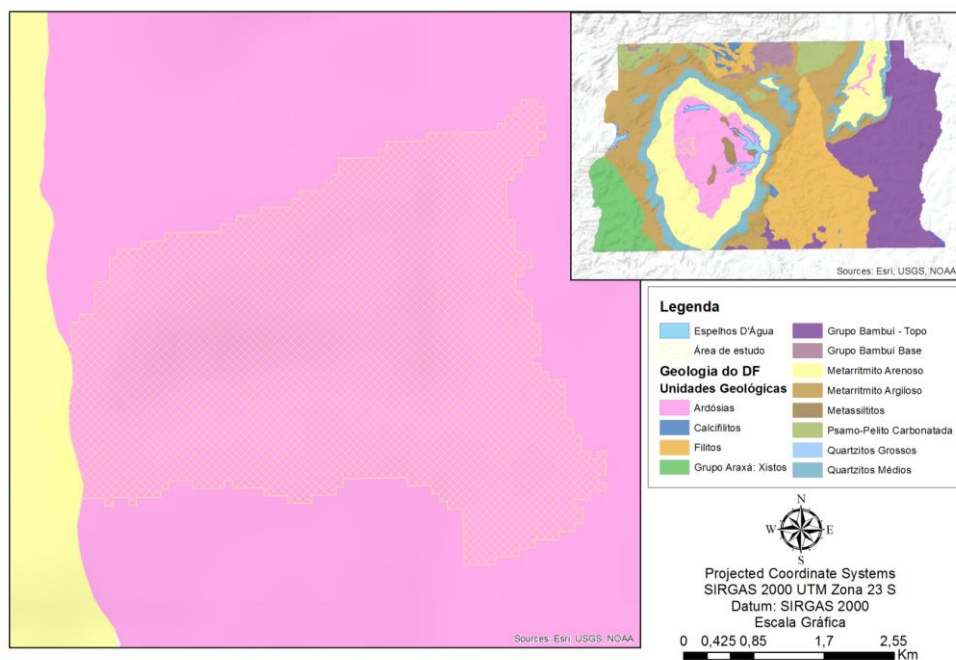 Sources: Esri, USGS, NOAA
Sources: Esri, USGS, NOAA
Legenda
Espelhos D'Água
Área de estudo
Geologia do DF
Unidades Geológicas
Ardósias
Calcifilitos
Filitos
Grupo Araxá: Xistos
Grupo Bambuí - Topo
Grupo Bambuí Base
Metarritmito Arenoso
Metarritmito Argiloso
Metassiltitos
Psamo-Pelito Carbonatada
Quartzitos Grossos
Quartzitos Médios
N
W E
S
Projected Coordinate Systems
SIRGAS 2000 UTM Zona 23 S
Datum: SIRGAS 2000
Escala Gráfica
0 0,425 0,85 1,7 2,55
Km